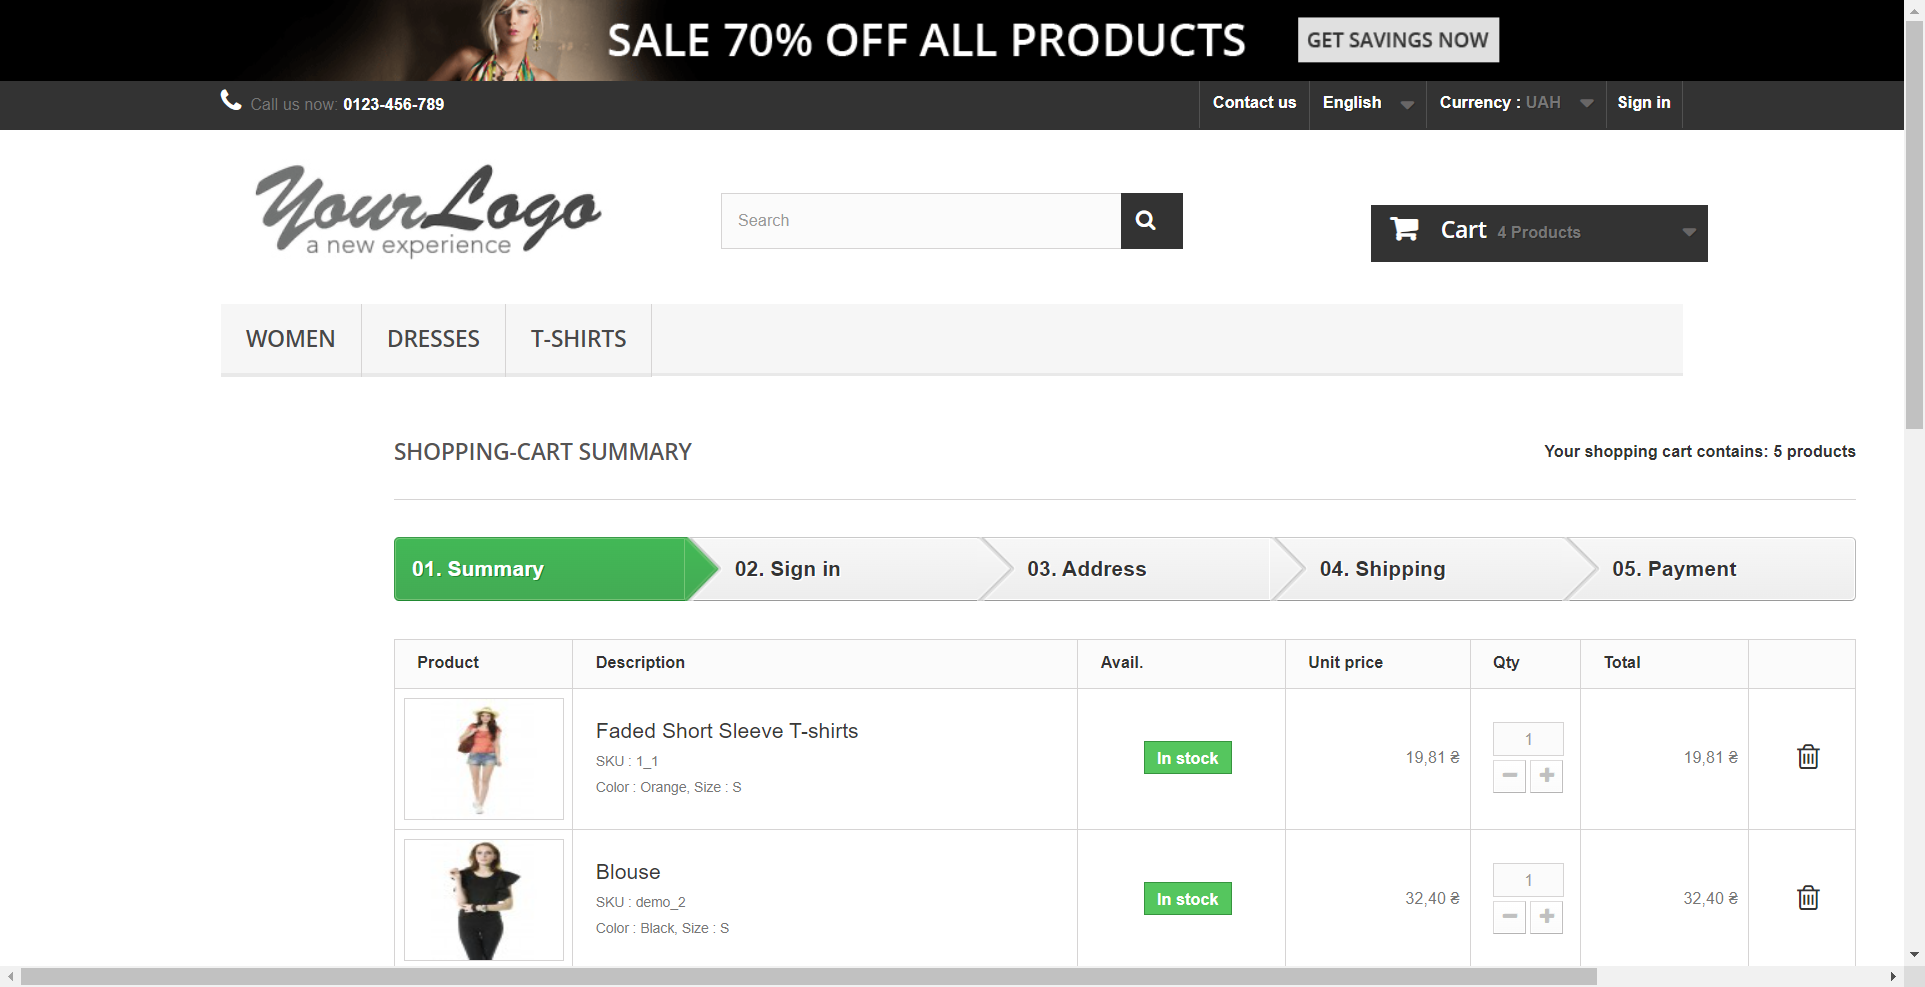 SALE 70% OFF ALL PRODUCTS GET SAVINGS NOW
Call us now: 0123-456-789 Contact us English Currency : UAH Sign in
YourLogo
a new experience
Search
Cart 4 Products
WOMEN DRESSES T-SHIRTS
SHOPPING-CART SUMMARY Your shopping cart contains: 5 products
01. Summary 02. Sign in 03. Address 04. Shipping 05. Payment
Product Description Avail. Unit price Qty Total
Faded Short Sleeve T-shirts
SKU : 1_1
Color : Orange, Size : S
In stock 19,81 ₴ 1 19,81 ₴
Blouse
SKU : demo_2
Color : Black, Size : S
In stock 32,40 ₴ 1 32,40 ₴